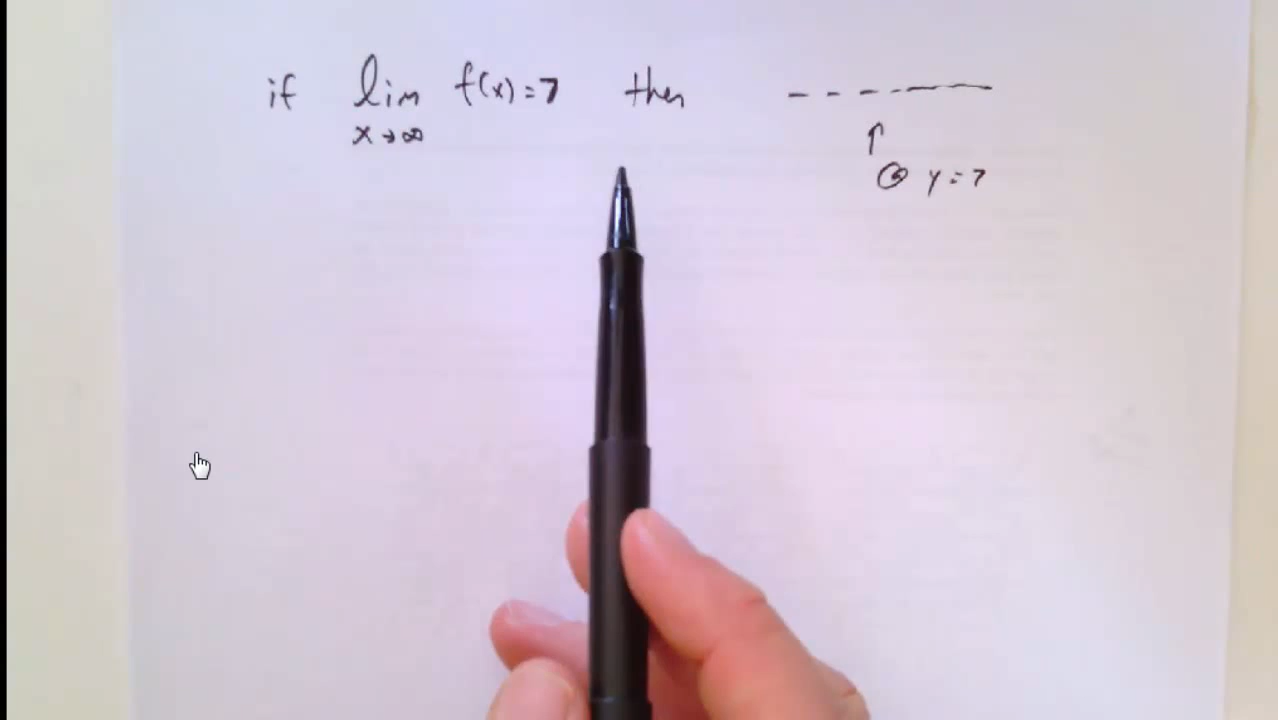 if lim f(x) = 7 then
x → ∞
@ y = 7